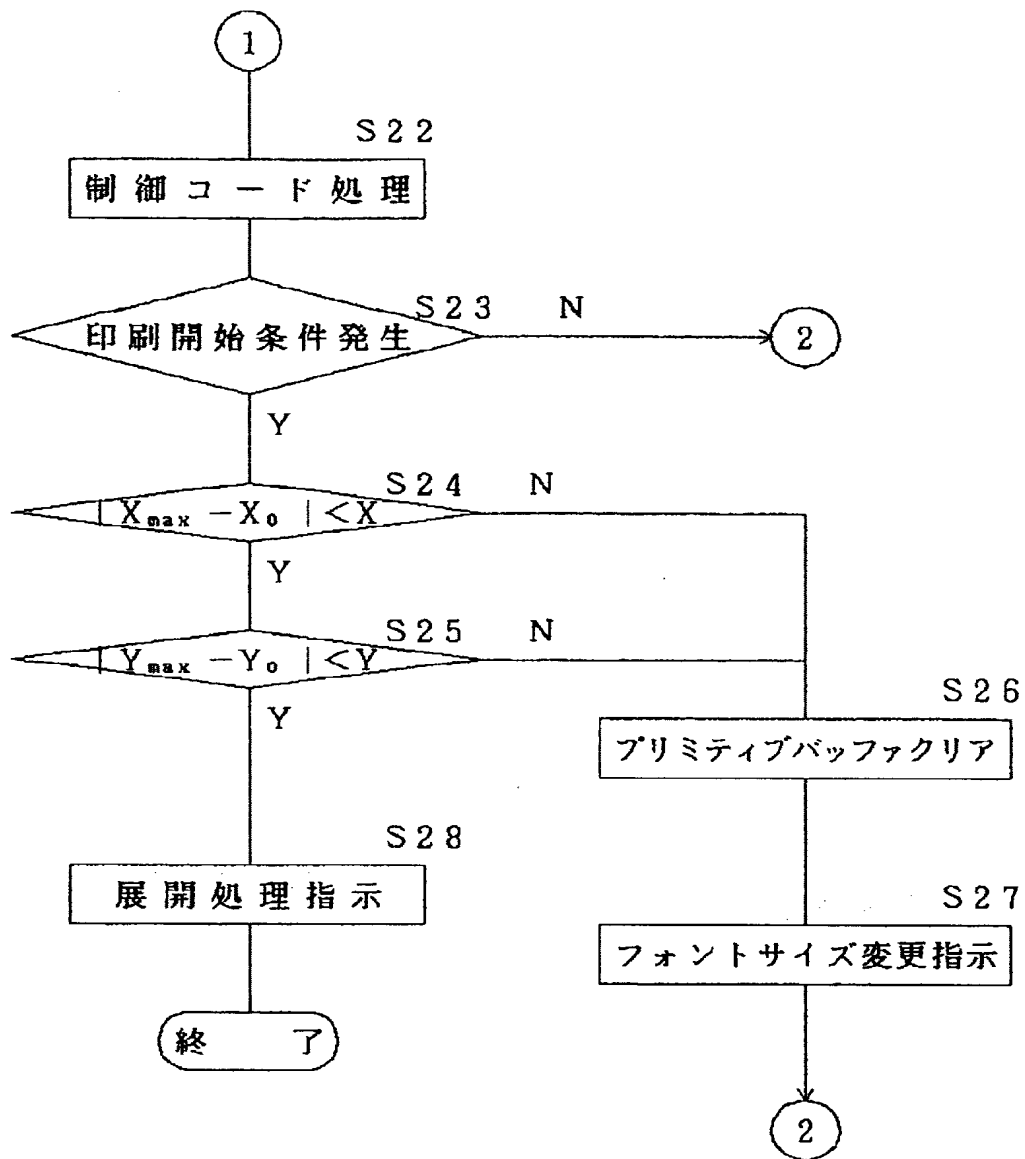 1
S22
制御コード処理
S23 N
印刷開始条件発生
2
Y
S24 N
|Xmax −X0|<X
Y
S25 N
|Ymax −Y0|<Y
Y
S26
プリミティブバッファクリア
S28
展開処理指示
S27
フォントサイズ変更指示
終了
2